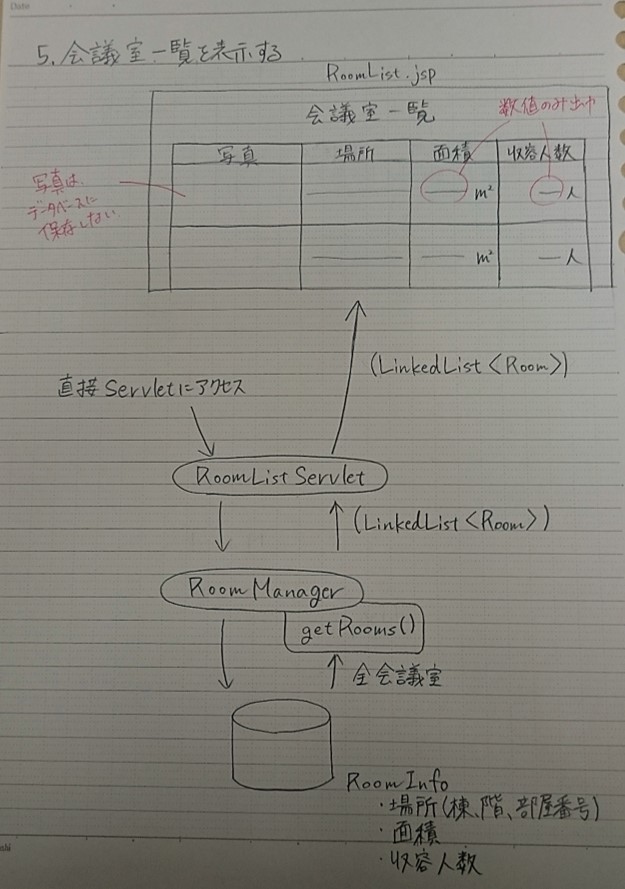 Date
5. 会議室一覧を表示する
RoomList.jsp
会議室一覧
数値のみ出力
写真 場所 面積 収容人数
写真は
データベースに
保存しない
m² 人
m² 人
(LinkedList<Room>)
直接Servletにアクセス
RoomList Servlet
(LinkedList<Room>)
Room Manager
getRooms()
全会議室
RoomInfo
・場所(棟、階、部屋番号)
・面積
・収容人数